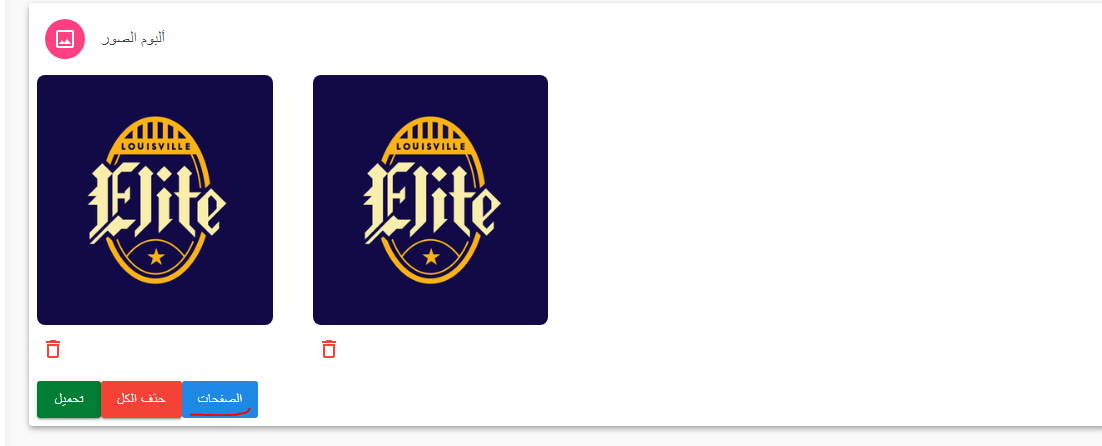 ألبوم الصور
LOUISVILLE
Elite
LOUISVILLE
Elite
تحميل
حذف الكل
الصفحات